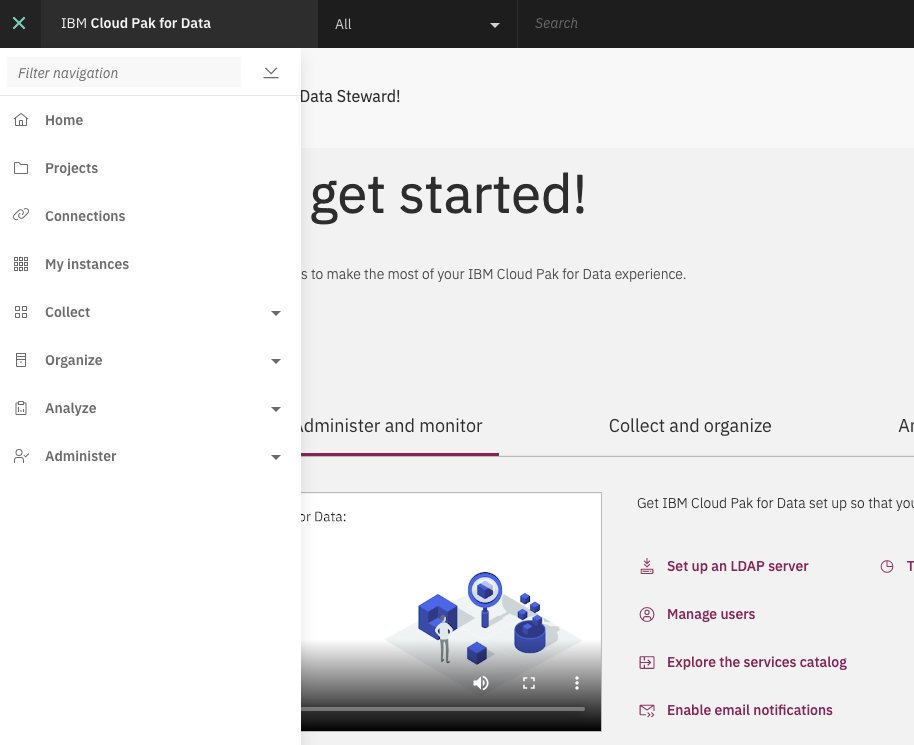 IBM Cloud Pak for Data
All
Search
Filter navigation
Home
Projects
Connections
My instances
Collect
Organize
Analyze
Administer
Data Steward!
get started!
s to make the most of your IBM Cloud Pak for Data experience.
Administer and monitor
Collect and organize
or Data:
Get IBM Cloud Pak for Data set up so that you
Set up an LDAP server
T
Manage users
Explore the services catalog
Enable email notifications